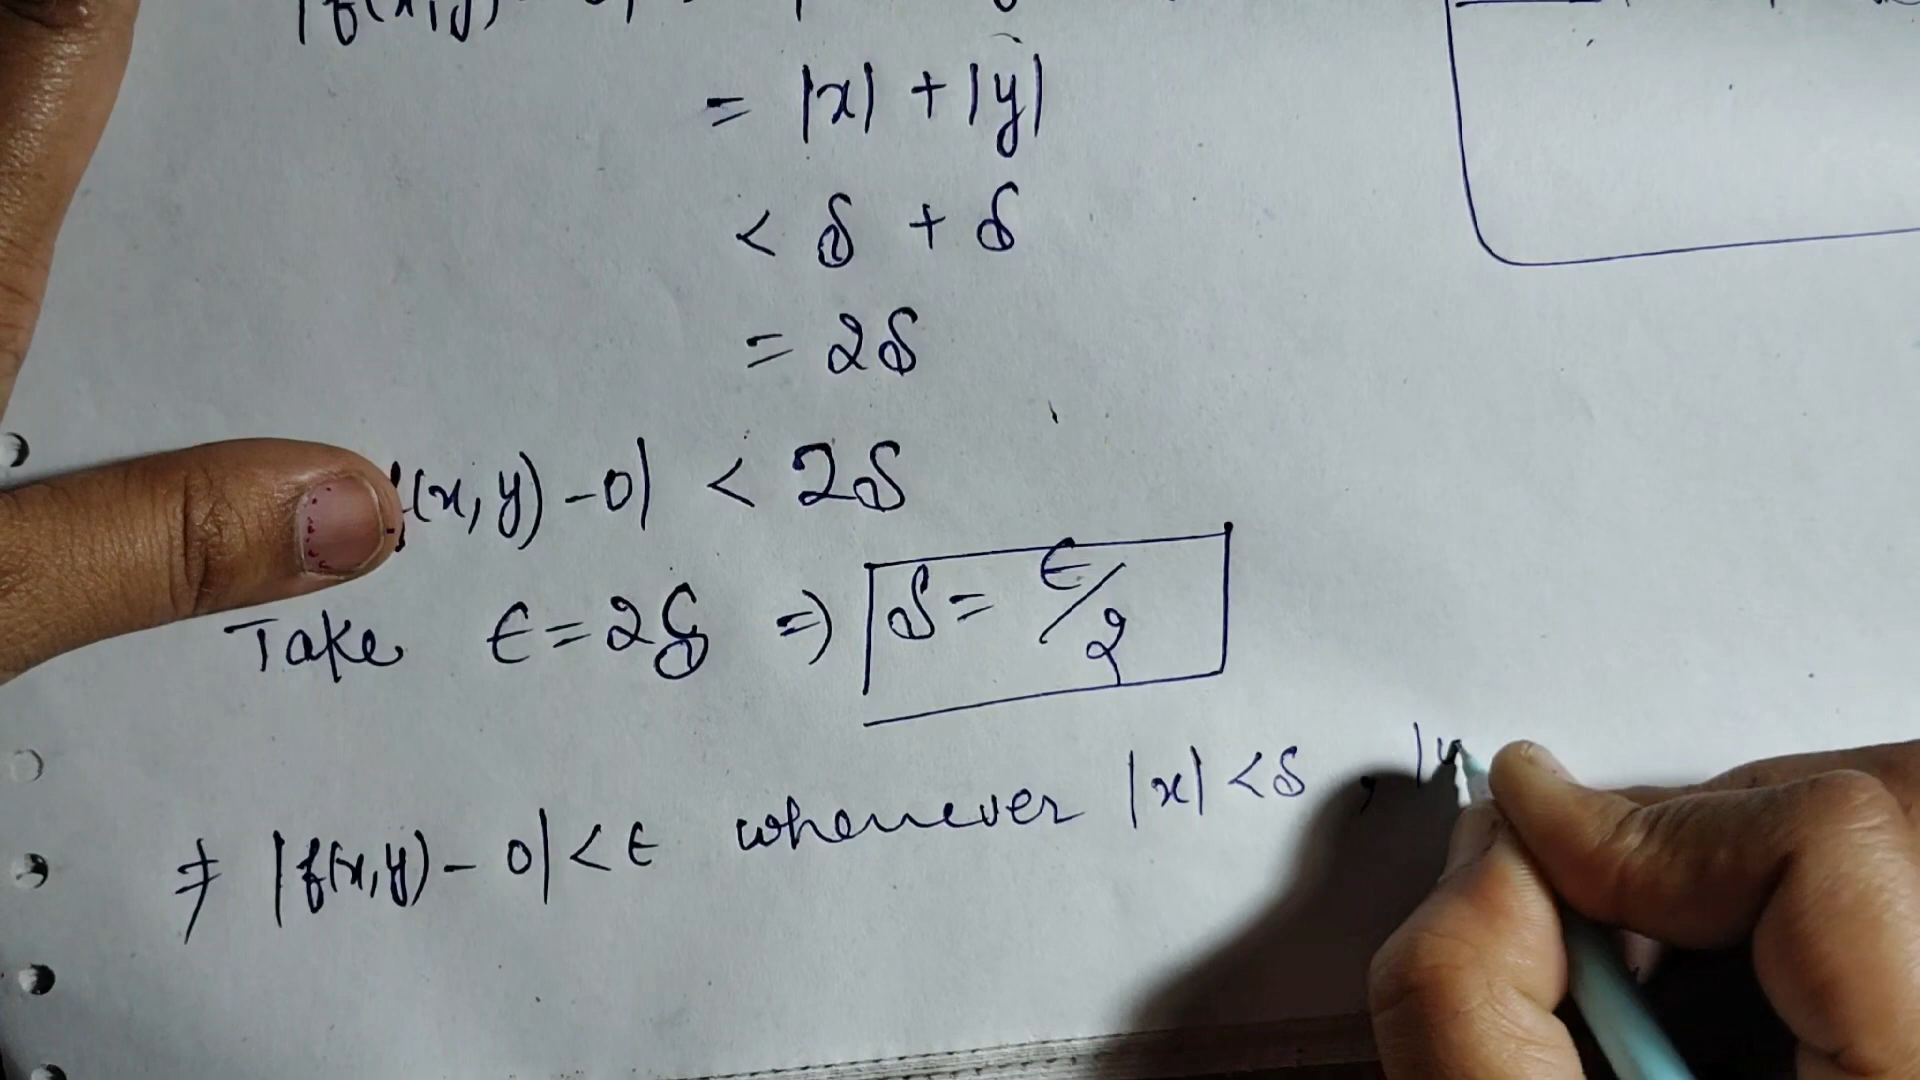 |f(x,y)
= |x| + |y|
< δ + δ
= 2δ
(x,y) - 0| < 2δ
Take ϵ = 2δ ⇒ δ = ϵ/2
⇒ |f(x,y) - 0| < ϵ whenever |x| < δ , |y